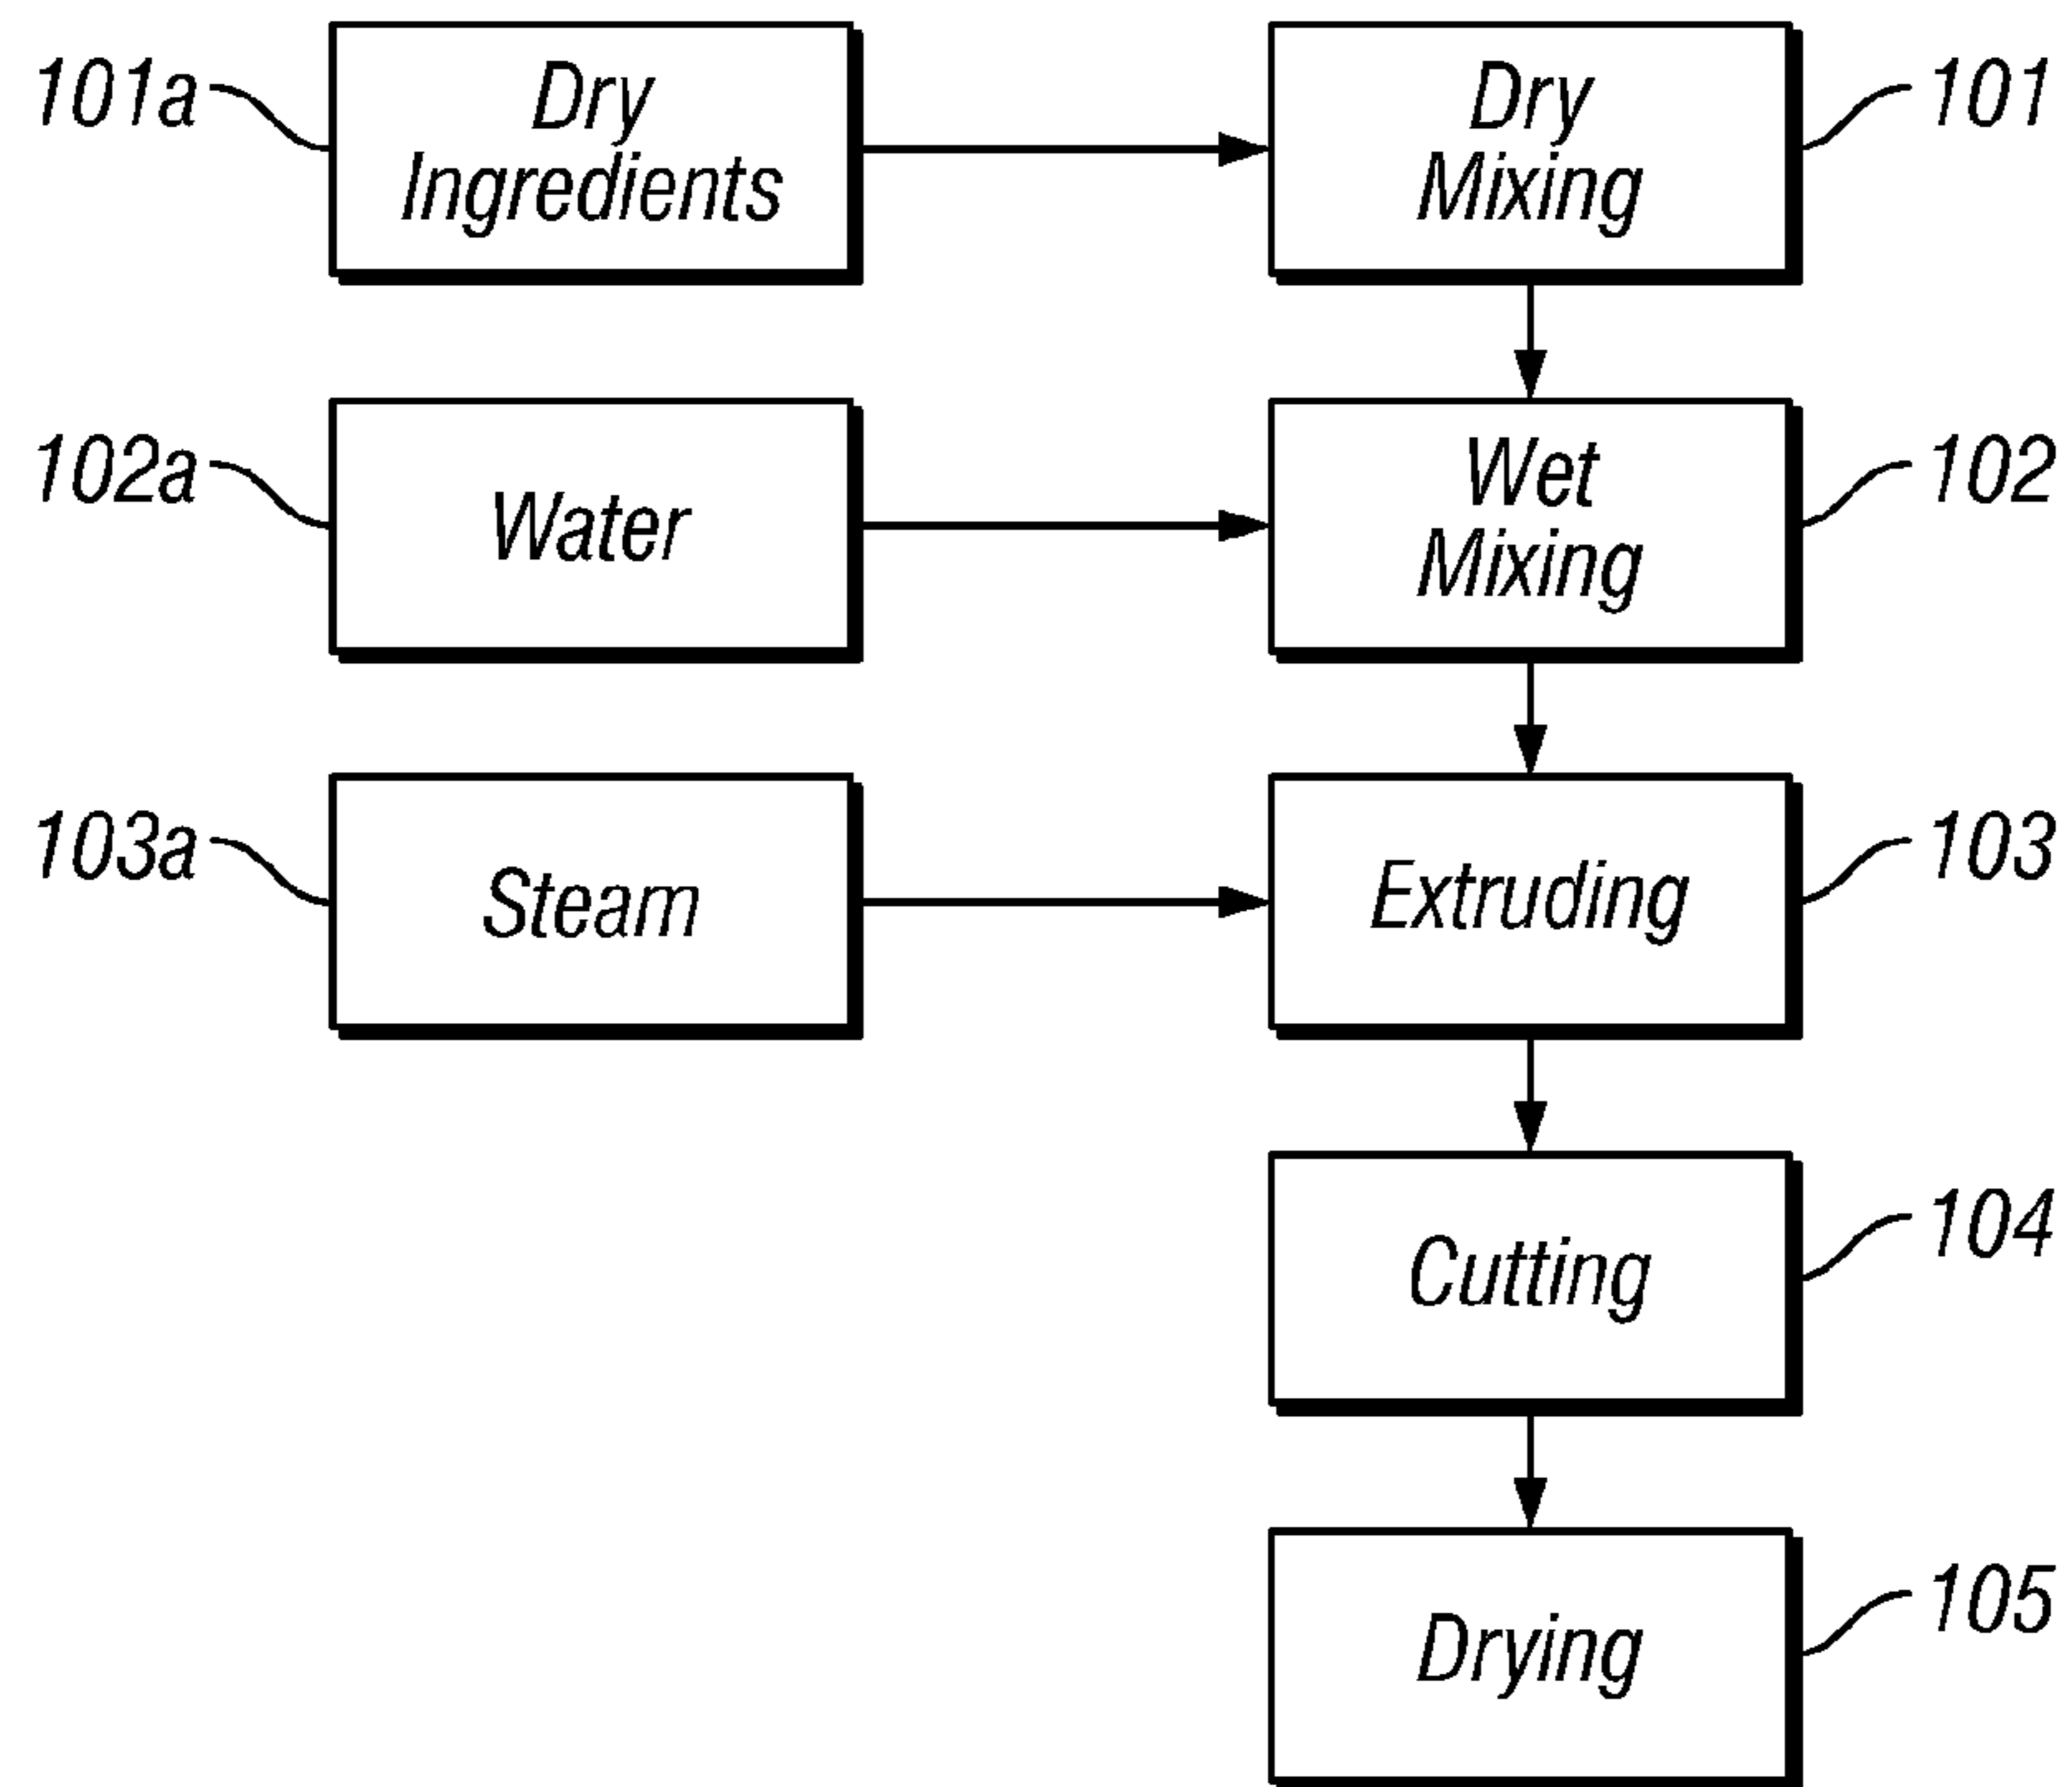 101a
Dry
Ingredients
Dry
Mixing
101
102a
Water
Wet
Mixing
102
103a
Steam
Extruding
103
Cutting
104
Drying
105